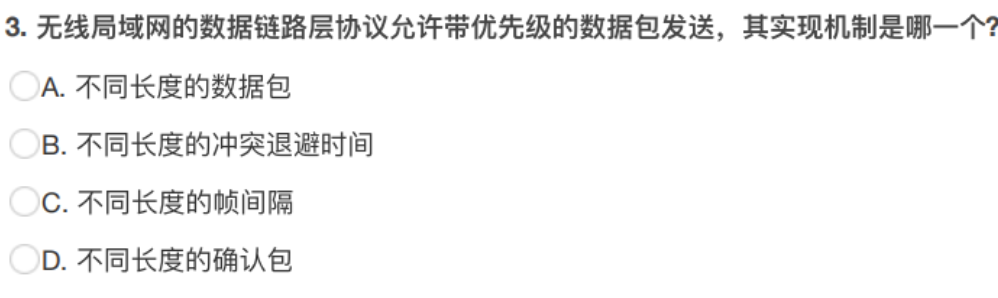 3. 无线局域网的数据链路层协议允许带优先级的数据包发送，其实现机制是哪一个?
A. 不同长度的数据包
B. 不同长度的冲突退避时间
C. 不同长度的帧间隔
D. 不同长度的确认包